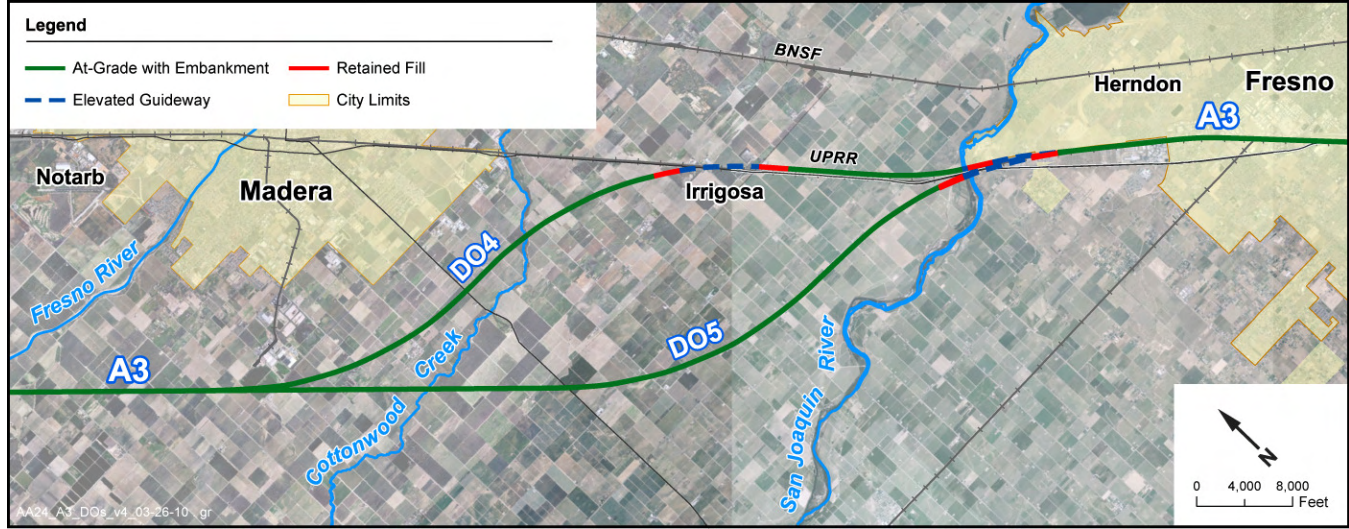 Legend
At-Grade with Embankment
Retained Fill
Elevated Guideway
City Limits
BNSF
Herndon
Fresno
A3
UPRR
Notarb
Madera
Irrigosa
DO4
Fresno River
DO5
A3
Cottonwood Creek
San Joaquin River
N
0 4,000 8,000
Feet
AA24_A3_DOs_v4_03-26-10_gr